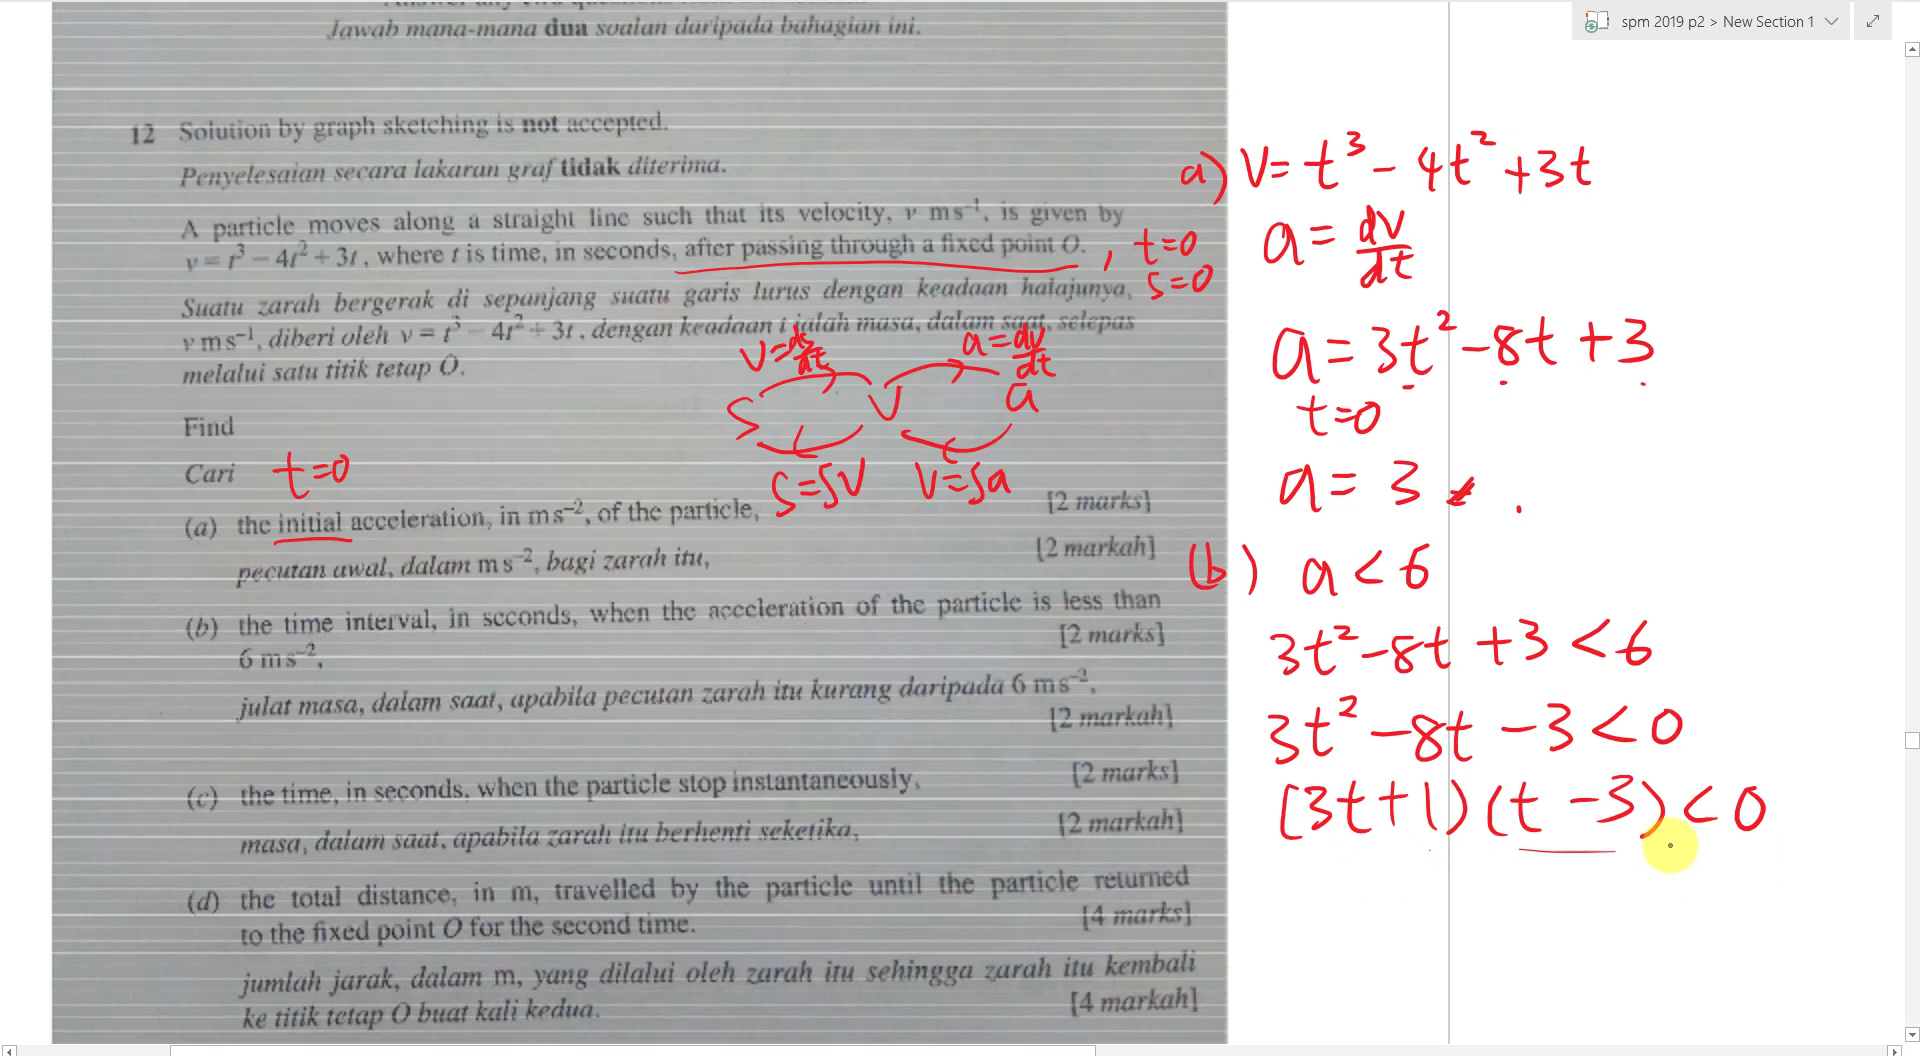 spm 2019 p2 > New Section 1
Jawab mana-mana dua soalan daripada bahagian ini.
12 Solution by graph sketching is not accepted.
Penyelesaian secara lakaran graf tidak diterima.
A particle moves along a straight line such that its velocity, v m s⁻¹, is given by
v = t³ – 4t² + 3t, where t is time, in seconds, after passing through a fixed point O.
, t=0
s=0
Suatu zarah bergerak di sepanjang suatu garis lurus dengan keadaan halajunya,
v m s⁻¹, diberi oleh v = t³ – 4t² + 3t, dengan keadaan t ialah masa, dalam saat, selepas
melalui satu titik tetap O.
v=ds/dt a=dv/dt
S V a
S=∫V V=∫a
Find
Cari t=0
(a) the initial acceleration, in m s⁻², of the particle, [2 marks]
pecutan awal, dalam m s⁻², bagi zarah itu, [2 markah]
(b) the time interval, in seconds, when the acceleration of the particle is less than
6 m s⁻², [2 marks]
julat masa, dalam saat, apabila pecutan zarah itu kurang daripada 6 m s⁻²,
[2 markah]
(c) the time, in seconds, when the particle stop instantaneously, [2 marks]
masa, dalam saat, apabila zarah itu berhenti seketika, [2 markah]
(d) the total distance, in m, travelled by the particle until the particle returned
to the fixed point O for the second time. [4 marks]
jumlah jarak, dalam m, yang dilalui oleh zarah itu sehingga zarah itu kembali
ke titik tetap O buat kali kedua. [4 markah]
a) V= t³ - 4t² +3t
a= dv/dt
a= 3t² -8t +3
t=0
a= 3
(b) a < 6
3t² -8t +3 < 6
3t² -8t -3 < 0
(3t+1)(t -3) < 0